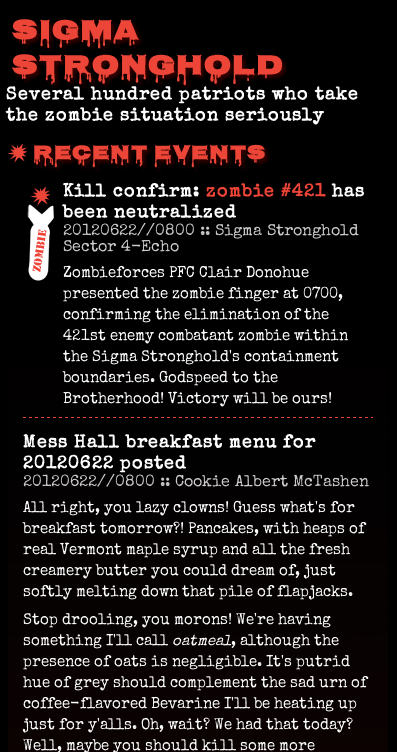 SIGMA
STRONGHOLD
Several hundred patriots who take
the zombie situation seriously
RECENT EVENTS
Kill confirm: zombie #421 has
been neutralized
20120622//0800 :: Sigma Stronghold
Sector 4-Echo
ZOMBIE
Zombieforces PFC Clair Donohue
presented the zombie finger at 0700,
confirming the elimination of the
421st enemy combatant zombie within
the Sigma Stronghold's containment
boundaries. Godspeed to the
Brotherhood! Victory will be ours!
Mess Hall breakfast menu for
20120622 posted
20120622//0800 :: Cookie Albert McTashen
All right, you lazy clowns! Guess what's for
breakfast tomorrow?! Pancakes, with heaps of
real Vermont maple syrup and all the fresh
creamery butter you could dream of, just
softly melting down that pile of flapjacks.
Stop drooling, you morons! We're having
something I'll call oatmeal, although the
presence of oats is negligible. It's putrid
hue of grey should complement the sad urn of
coffee-flavored Bevarine I'll be heating up
just for y'alls. Oh, wait? We had that today?
Well, maybe you should kill some more